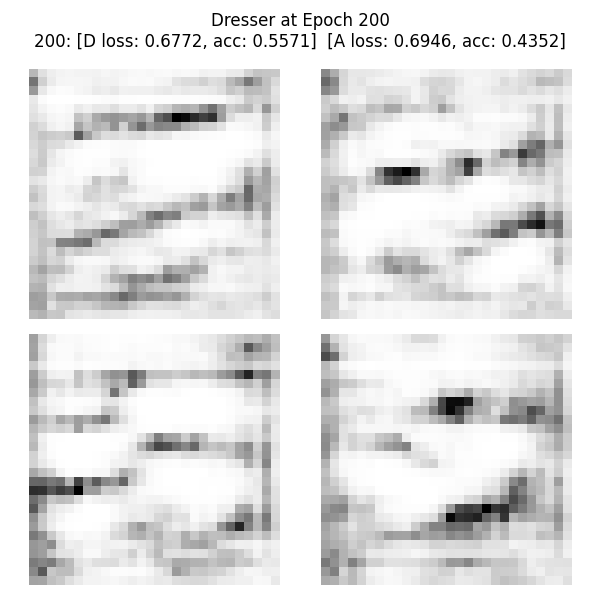 Dresser at Epoch 200
200: [D loss: 0.6772, acc: 0.5571]  [A loss: 0.6946, acc: 0.4352]